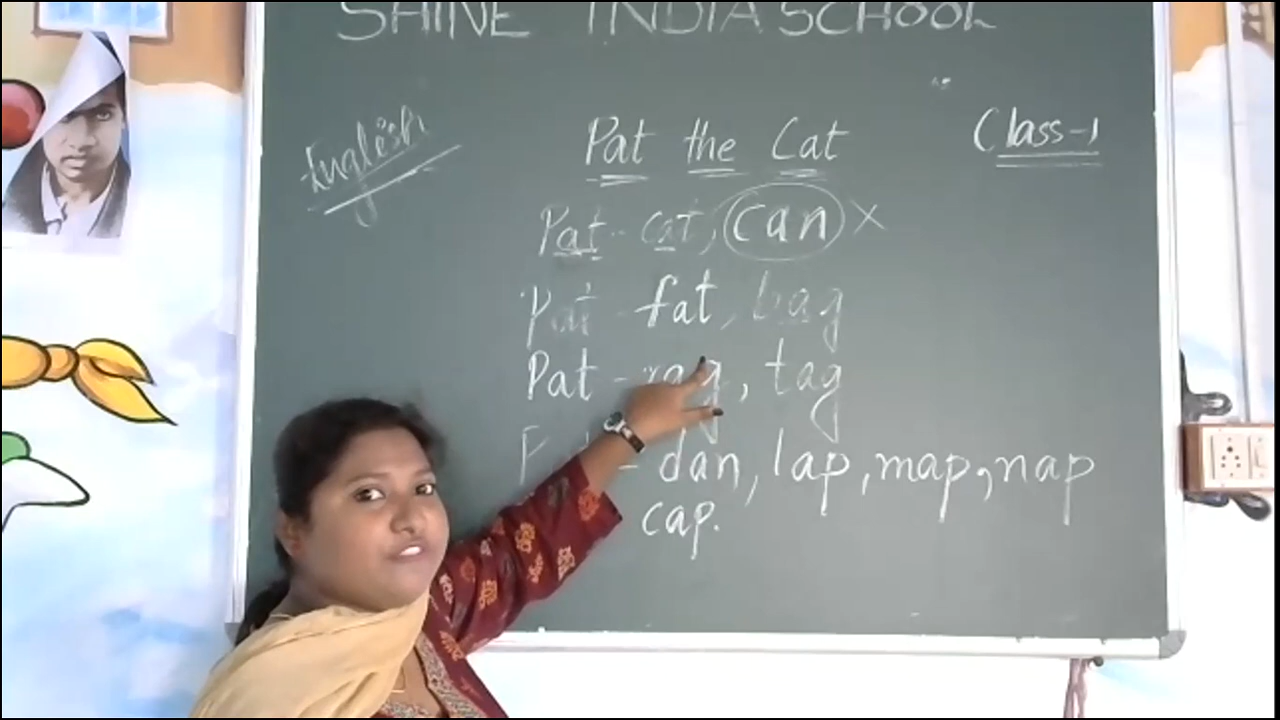 SHINE INDIA SCHOOL
English
Class-1
Pat the Cat
Pat - cat, can ×
Pat - fat, bag
Pat - rag, tag
- dan, lap, map, nap
cap.